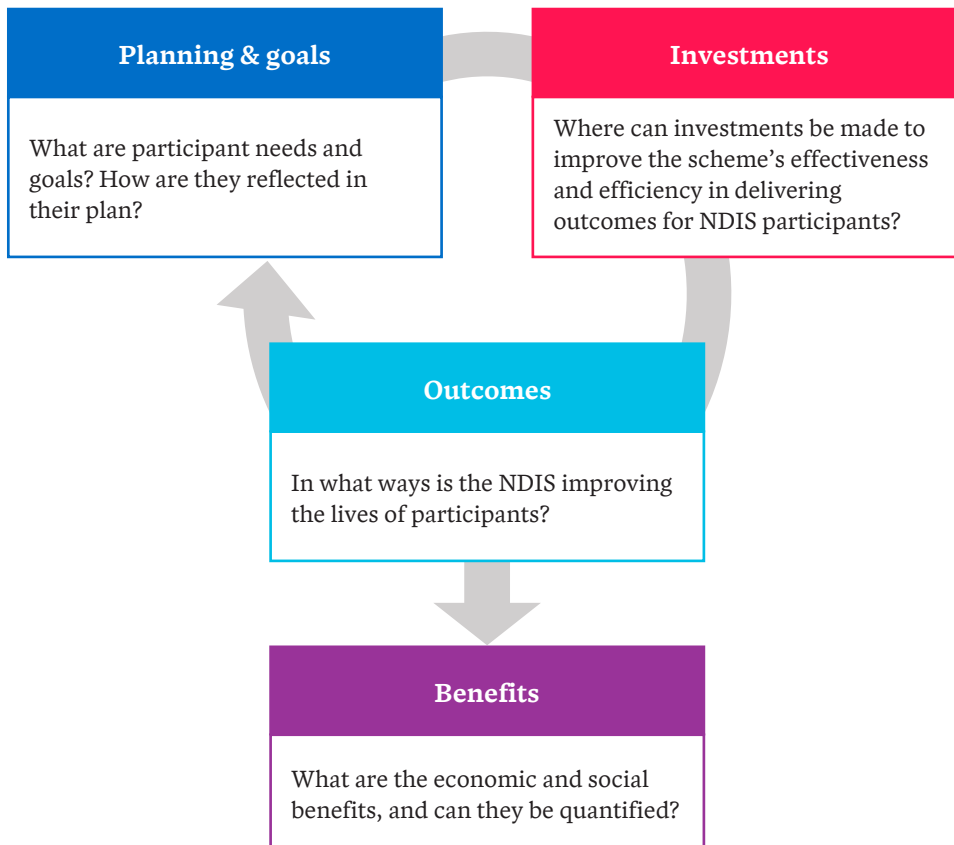 Planning & goals
What are participant needs and
goals? How are they reflected in
their plan?
Investments
Where can investments be made to
improve the scheme’s effectiveness
and efficiency in delivering
outcomes for NDIS participants?
Outcomes
In what ways is the NDIS improving
the lives of participants?
Benefits
What are the economic and social
benefits, and can they be quantified?